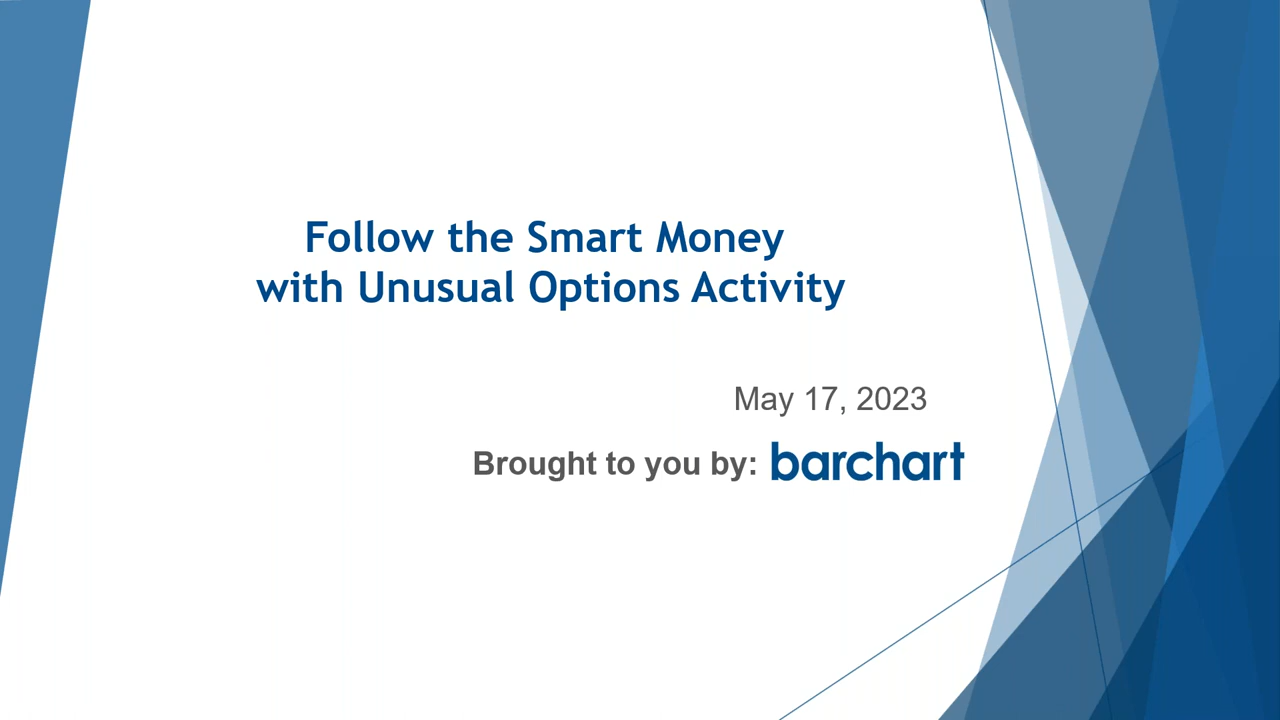 Follow the Smart Money
with Unusual Options Activity
May 17, 2023
Brought to you by: barchart